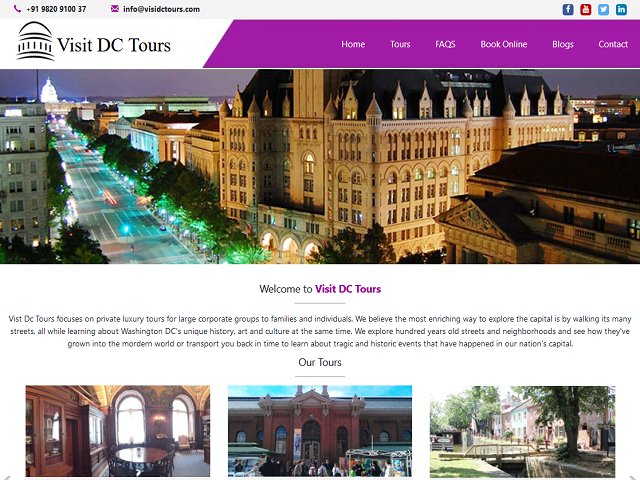 +91 9820 9100 37 info@visidctours.com
Visit DC Tours
Home Tours FAQS Book Online Blogs Contact
Welcome to Visit DC Tours
Vist Dc Tours focuses on private luxury tours for large corporate groups to families and individuals. We believe the most enriching way to explore the capital is by walking its many
streets, all while learning about Washington DC's unique history, art and culture at the same time. We explore hundred years old streets and neighborhoods and see how they've
grown into the mordern world or transport you back in time to learn about tragic and historic events that have happened in our nation's capital.
Our Tours